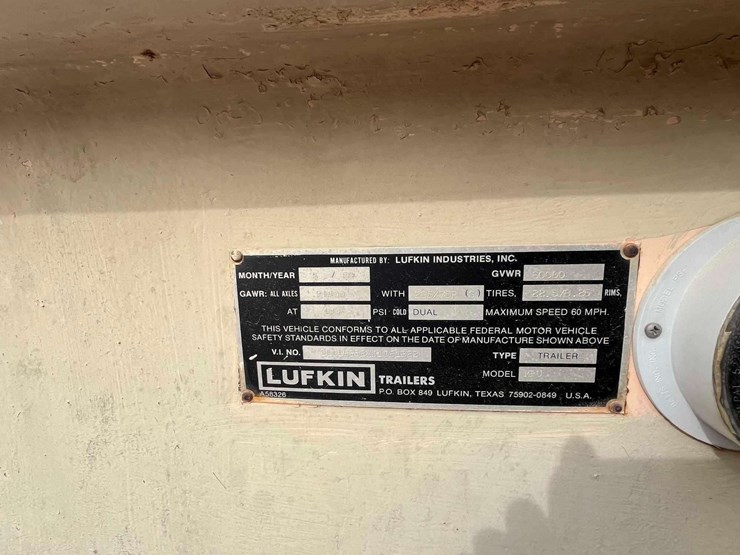 MANUFACTURED BY: LUFKIN INDUSTRIES, INC.
MONTH/YEAR GVWR
GAWR: ALL AXLES WITH ( ) TIRES, RIMS,
AT PSI COLD DUAL MAXIMUM SPEED 60 MPH.
THIS VEHICLE CONFORMS TO ALL APPLICABLE FEDERAL MOTOR VEHICLE
SAFETY STANDARDS IN EFFECT ON THE DATE OF MANUFACTURE SHOWN ABOVE
V.I. NO. TYPE TRAILER
MODEL
LUFKIN TRAILERS
A58326 P.O. BOX 849 LUFKIN, TEXAS 75902-0849 U.S.A.